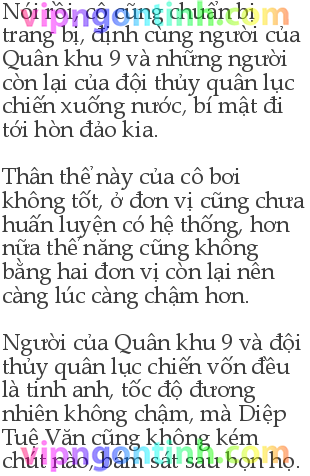 Nói rồi, cô cũng chuẩn bị
vipngontinh.com
trang bị, định cùng người của
Quân khu 9 và những người
còn lại của đội thủy quân lục
chiến xuống nước, bí mật đi
tới hòn đảo kia.
Thân thể này của cô bơi
không tốt, ở đơn vị cũng chưa
huấn luyện có hệ thống, hơn
nữa thể năng cũng không
bằng hai đơn vị còn lại nên
càng lúc càng chậm hơn.
Người của Quân khu 9 và đội
thủy quân lục chiến vốn đều
là tinh anh, tốc độ đương
nhiên không chậm, mà Diệp
Tuệ Văn cũng không kém
chút nào, bám sát sau bọn họ.
vipngontinh.com